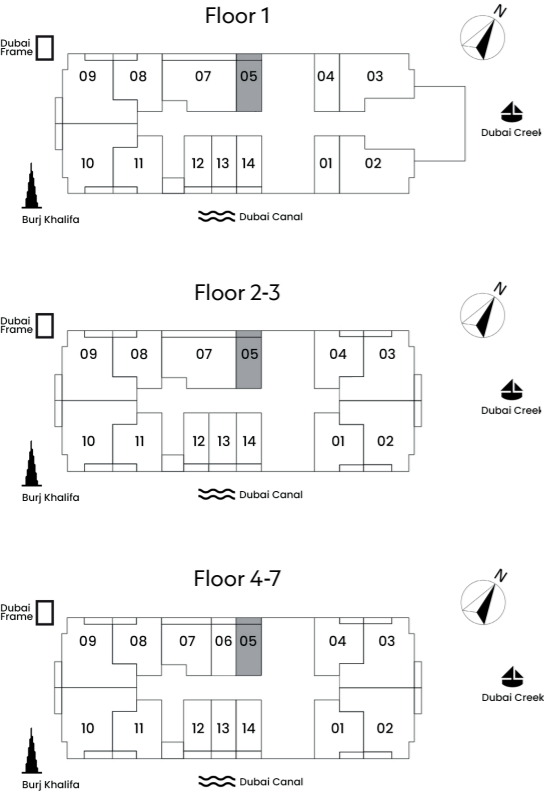 Floor 1
N
Dubai
Frame
09 08 07 05 04 03
Dubai Creek
10 11 12 13 14 01 02
Burj Khalifa
Dubai Canal
Floor 2-3
N
Dubai
Frame
09 08 07 05 04 03
Dubai Creek
10 11 12 13 14 01 02
Burj Khalifa
Dubai Canal
Floor 4-7
N
Dubai
Frame
09 08 07 06 05 04 03
Dubai Creek
10 11 12 13 14 01 02
Burj Khalifa
Dubai Canal